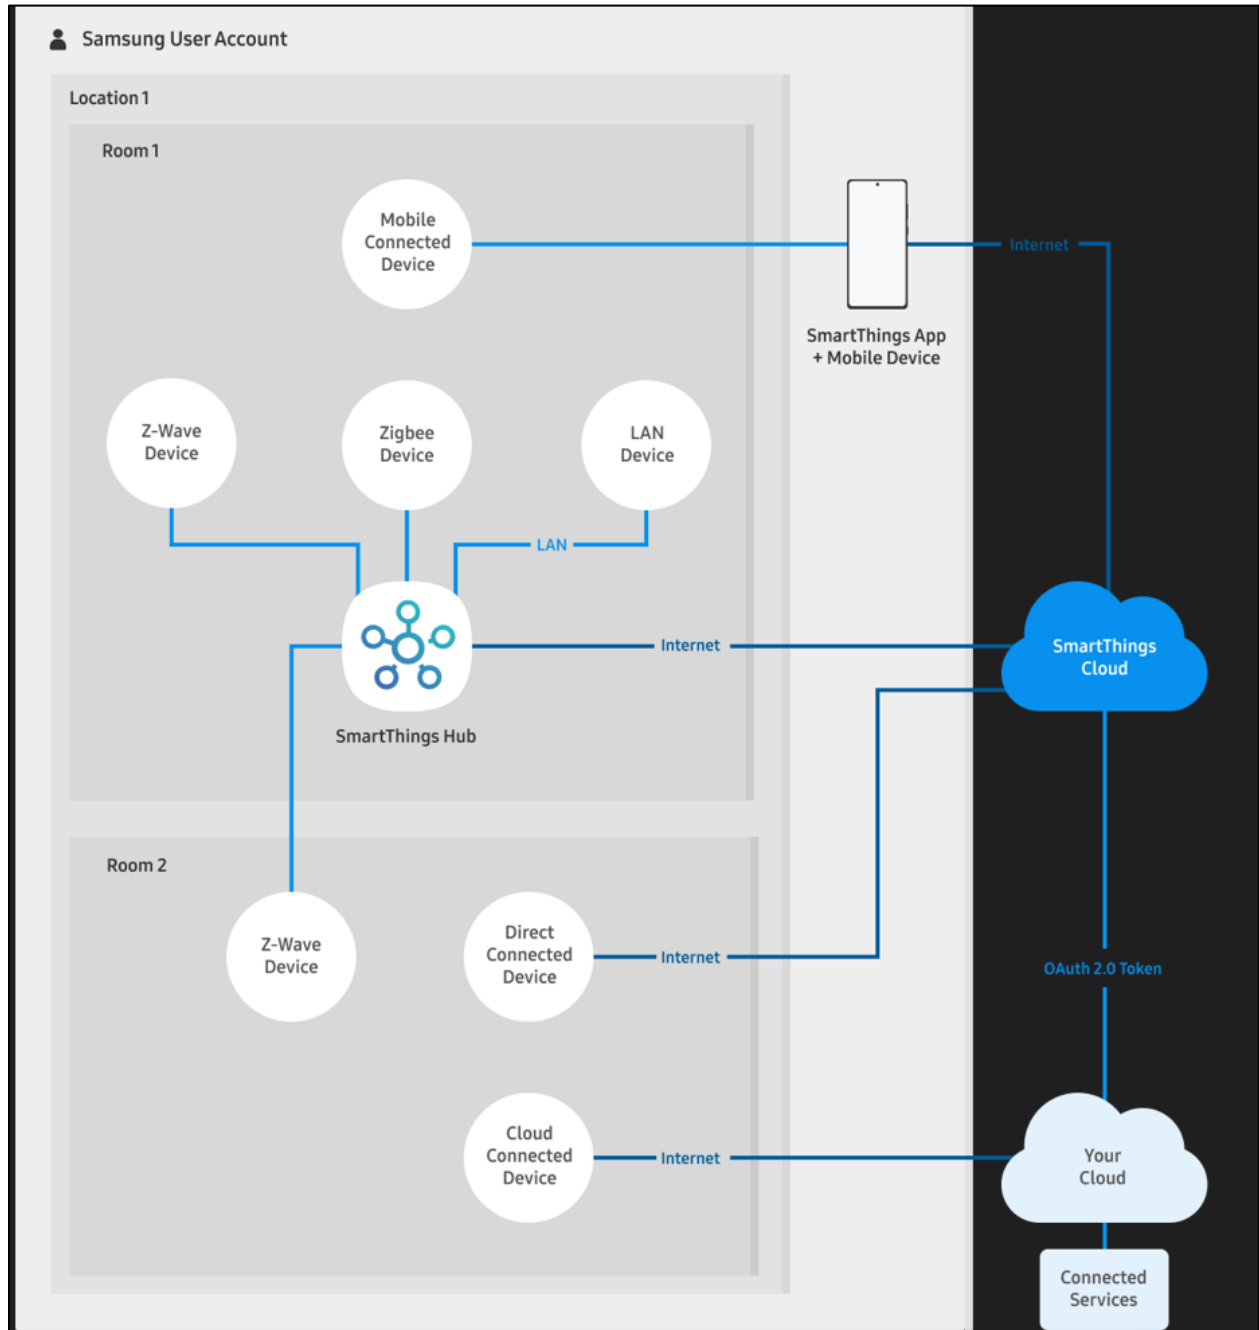 Samsung User Account
Location 1
Room 1
Mobile
Connected
Device
Internet
SmartThings App
+ Mobile Device
Z-Wave
Device
Zigbee
Device
LAN
Device
LAN
Internet
SmartThings
Cloud
SmartThings Hub
Room 2
Z-Wave
Device
Direct
Connected
Device
Internet
OAuth 2.0 Token
Cloud
Connected
Device
Internet
Your
Cloud
Connected
Services